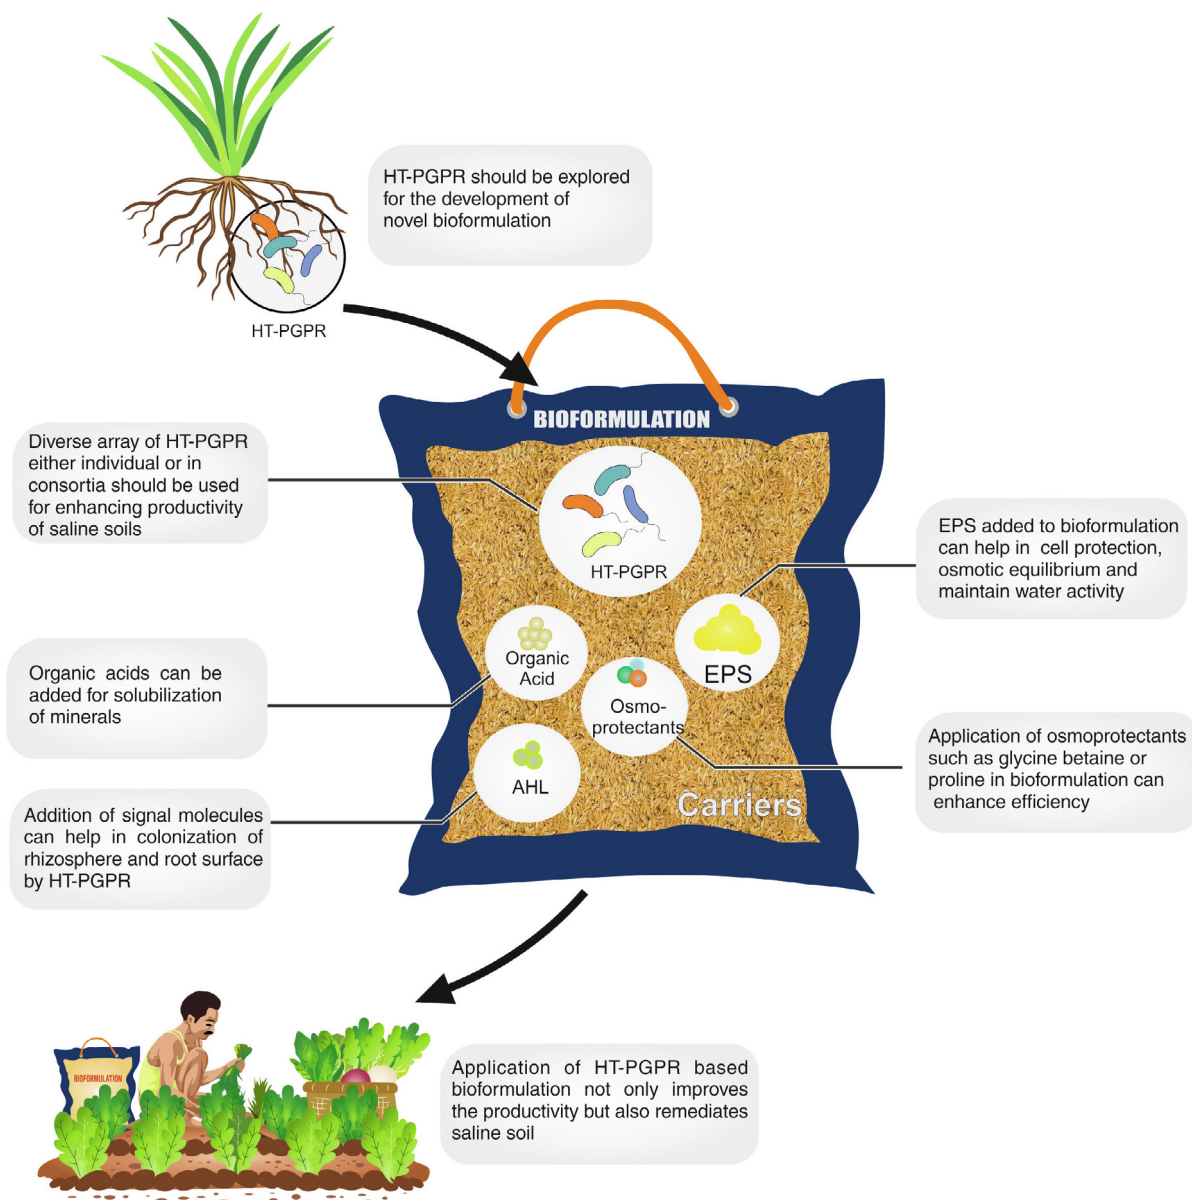 HT-PGPR should be explored
for the development of
novel bioformulation
HT-PGPR
BIOFORMULATION
Diverse array of HT-PGPR
either individual or in
consortia should be used
for enhancing productivity
of saline soils
HT-PGPR
EPS added to bioformulation
can help in cell protection,
osmotic equilibrium and
maintain water activity
Organic
Acid
EPS
Organic acids can be
added for solubilization
of minerals
Osmo-
protectants
Application of osmoprotectants
such as glycine betaine or
proline in bioformulation can
enhance efficiency
AHL
Carriers
Addition of signal molecules
can help in colonization of
rhizosphere and root surface
by HT-PGPR
BIOFORMULATION
Application of HT-PGPR based
bioformulation not only improves
the productivity but also remediates
saline soil